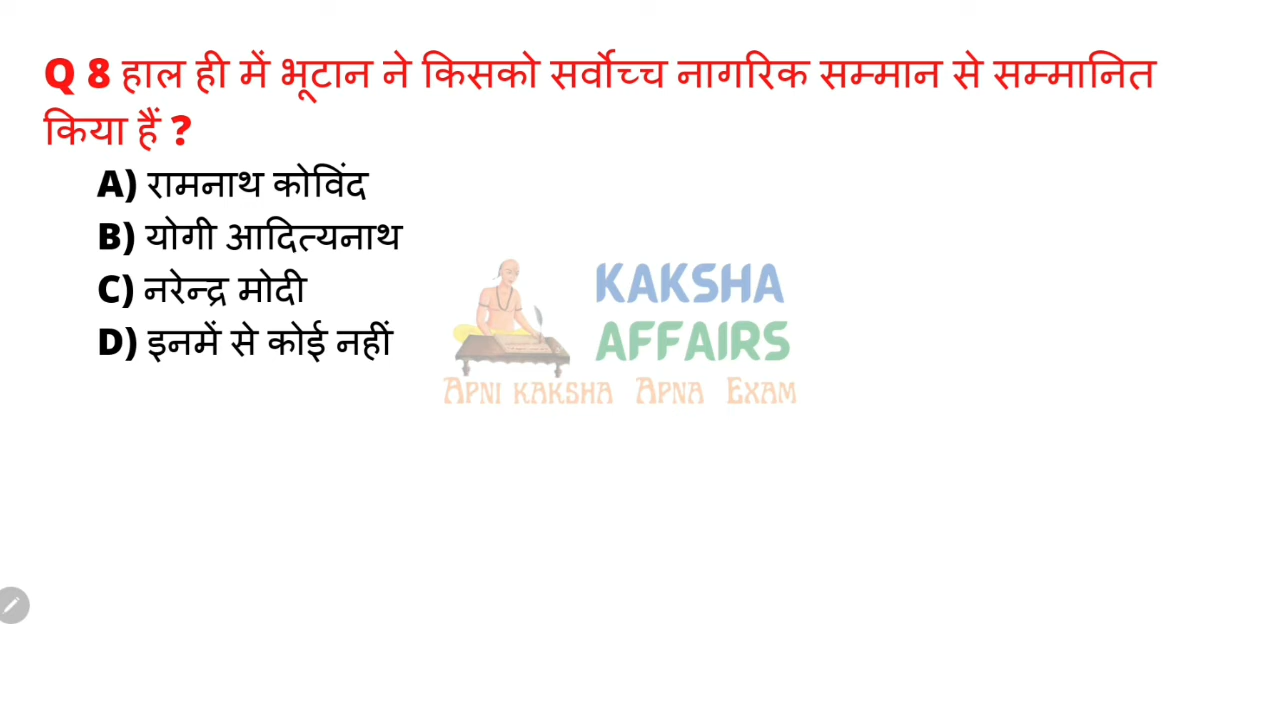 Q 8 हाल ही में भूटान ने किसको सर्वोच्च नागरिक सम्मान से सम्मानित
किया हैं ?
A) रामनाथ कोविंद
B) योगी आदित्यनाथ
C) नरेन्द्र मोदी
D) इनमें से कोई नहीं
KAKSHA
AFFAIRS
APNI KAKSHA APNA EXAM